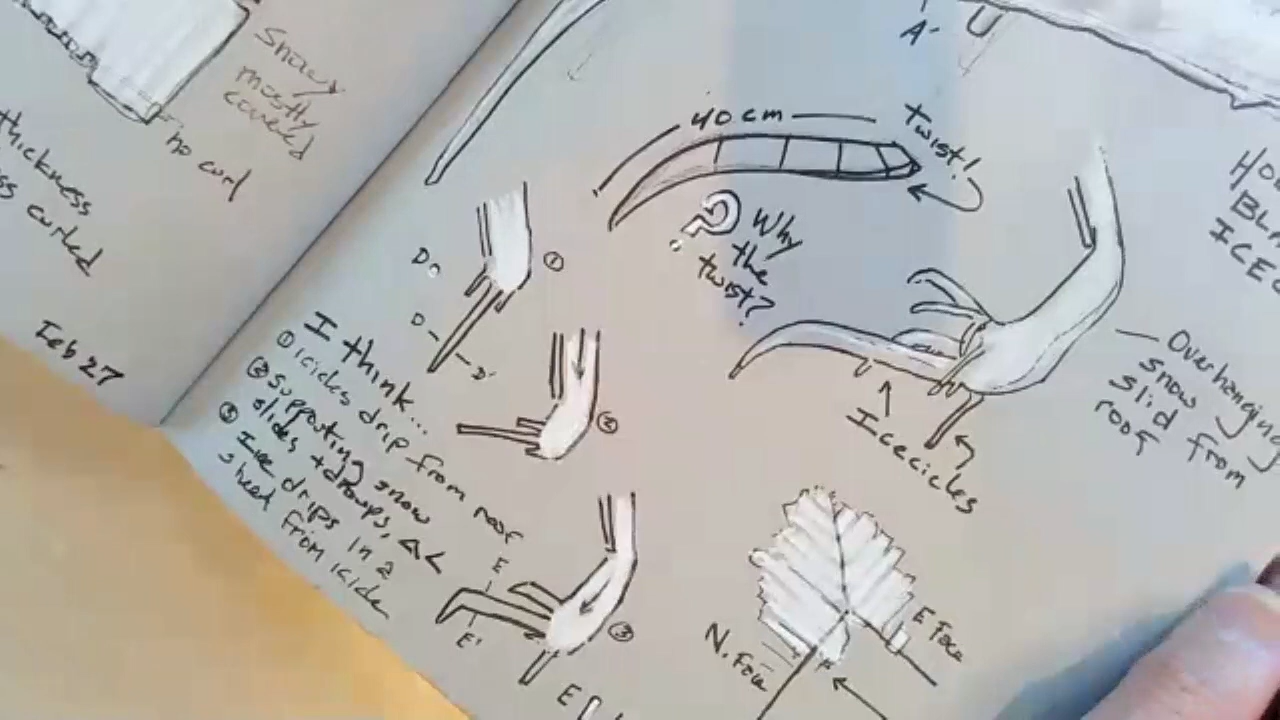 Snow
mostly
covered
no curl
thickness
curled
Feb 27
A'
40 cm
twist!
Why
the
twist?
①
D
D
D'
I think...
① icicles drip from roof
② Supporting snow
slides + droops, Δ<
③ Ice drips in a
sheet from icicle
③
E
E'
E
Icecicles
Overhanging
snow
slid from
roof
N. Face
E Face